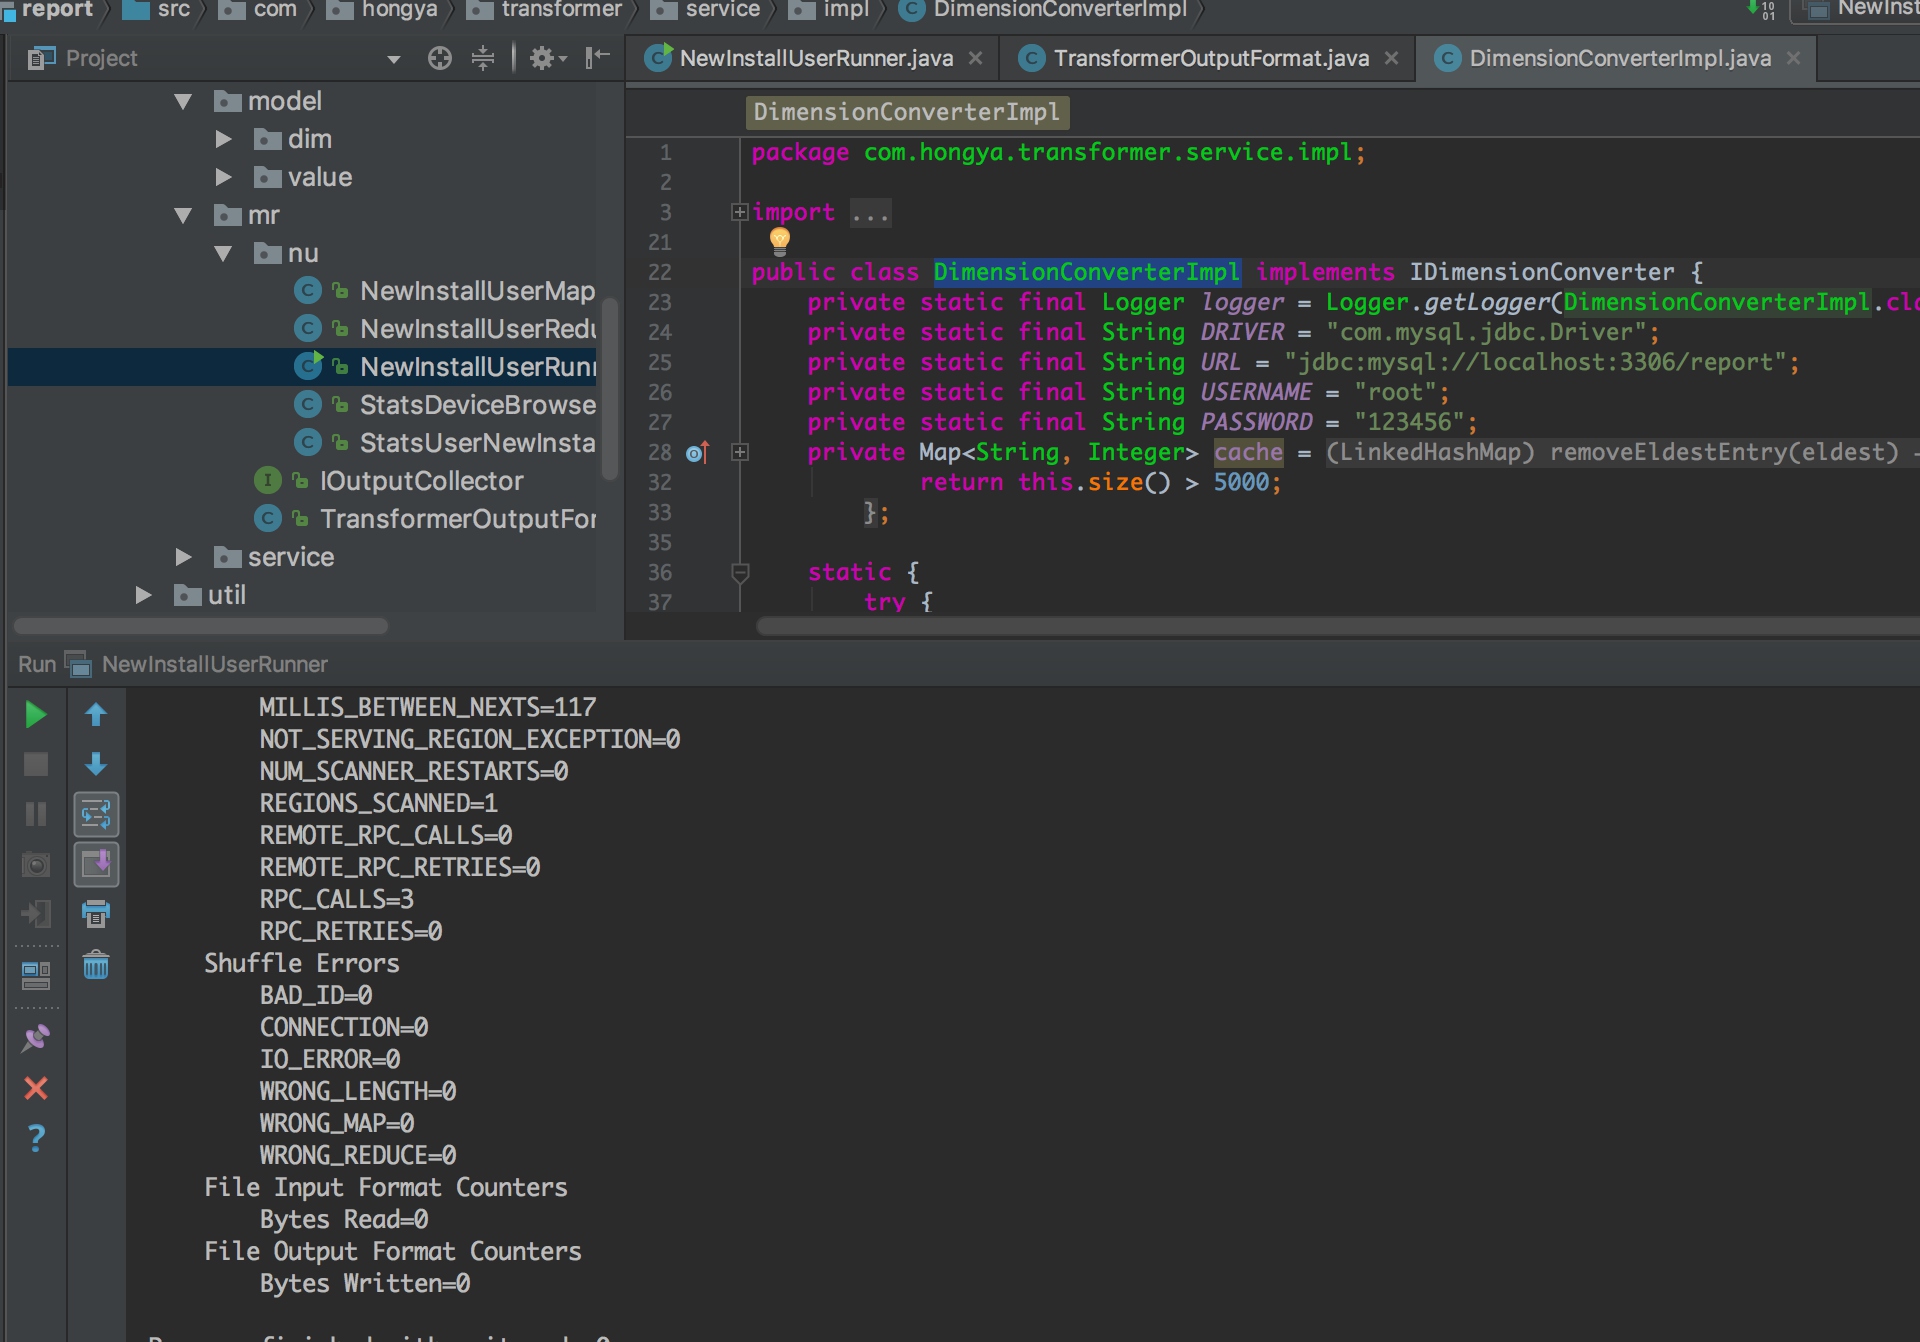 report src com hongya transformer service impl DimensionConverterImpl
Project
NewInstallUserRunner.java TransformerOutputFormat.java DimensionConverterImpl.java
model
dim
value
mr
nu
NewInstallUserMap
NewInstallUserRedu
NewInstallUserRunn
StatsDeviceBrowse
StatsUserNewInsta
IOutputCollector
TransformerOutputFor
service
util
DimensionConverterImpl
1 package com.hongya.transformer.service.impl;
2
3 import ...
21
22 public class DimensionConverterImpl implements IDimensionConverter {
23 private static final Logger logger = Logger.getLogger(DimensionConverterImpl.cla
24 private static final String DRIVER = "com.mysql.jdbc.Driver";
25 private static final String URL = "jdbc:mysql://localhost:3306/report";
26 private static final String USERNAME = "root";
27 private static final String PASSWORD = "123456";
28 private Map<String, Integer> cache = (LinkedHashMap) removeEldestEntry(eldest) -
32 return this.size() > 5000;
33 };
35
36 static {
37 try {
Run NewInstallUserRunner
MILLIS_BETWEEN_NEXTS=117
NOT_SERVING_REGION_EXCEPTION=0
NUM_SCANNER_RESTARTS=0
REGIONS_SCANNED=1
REMOTE_RPC_CALLS=0
REMOTE_RPC_RETRIES=0
RPC_CALLS=3
RPC_RETRIES=0
Shuffle Errors
BAD_ID=0
CONNECTION=0
IO_ERROR=0
WRONG_LENGTH=0
WRONG_MAP=0
WRONG_REDUCE=0
File Input Format Counters
Bytes Read=0
File Output Format Counters
Bytes Written=0